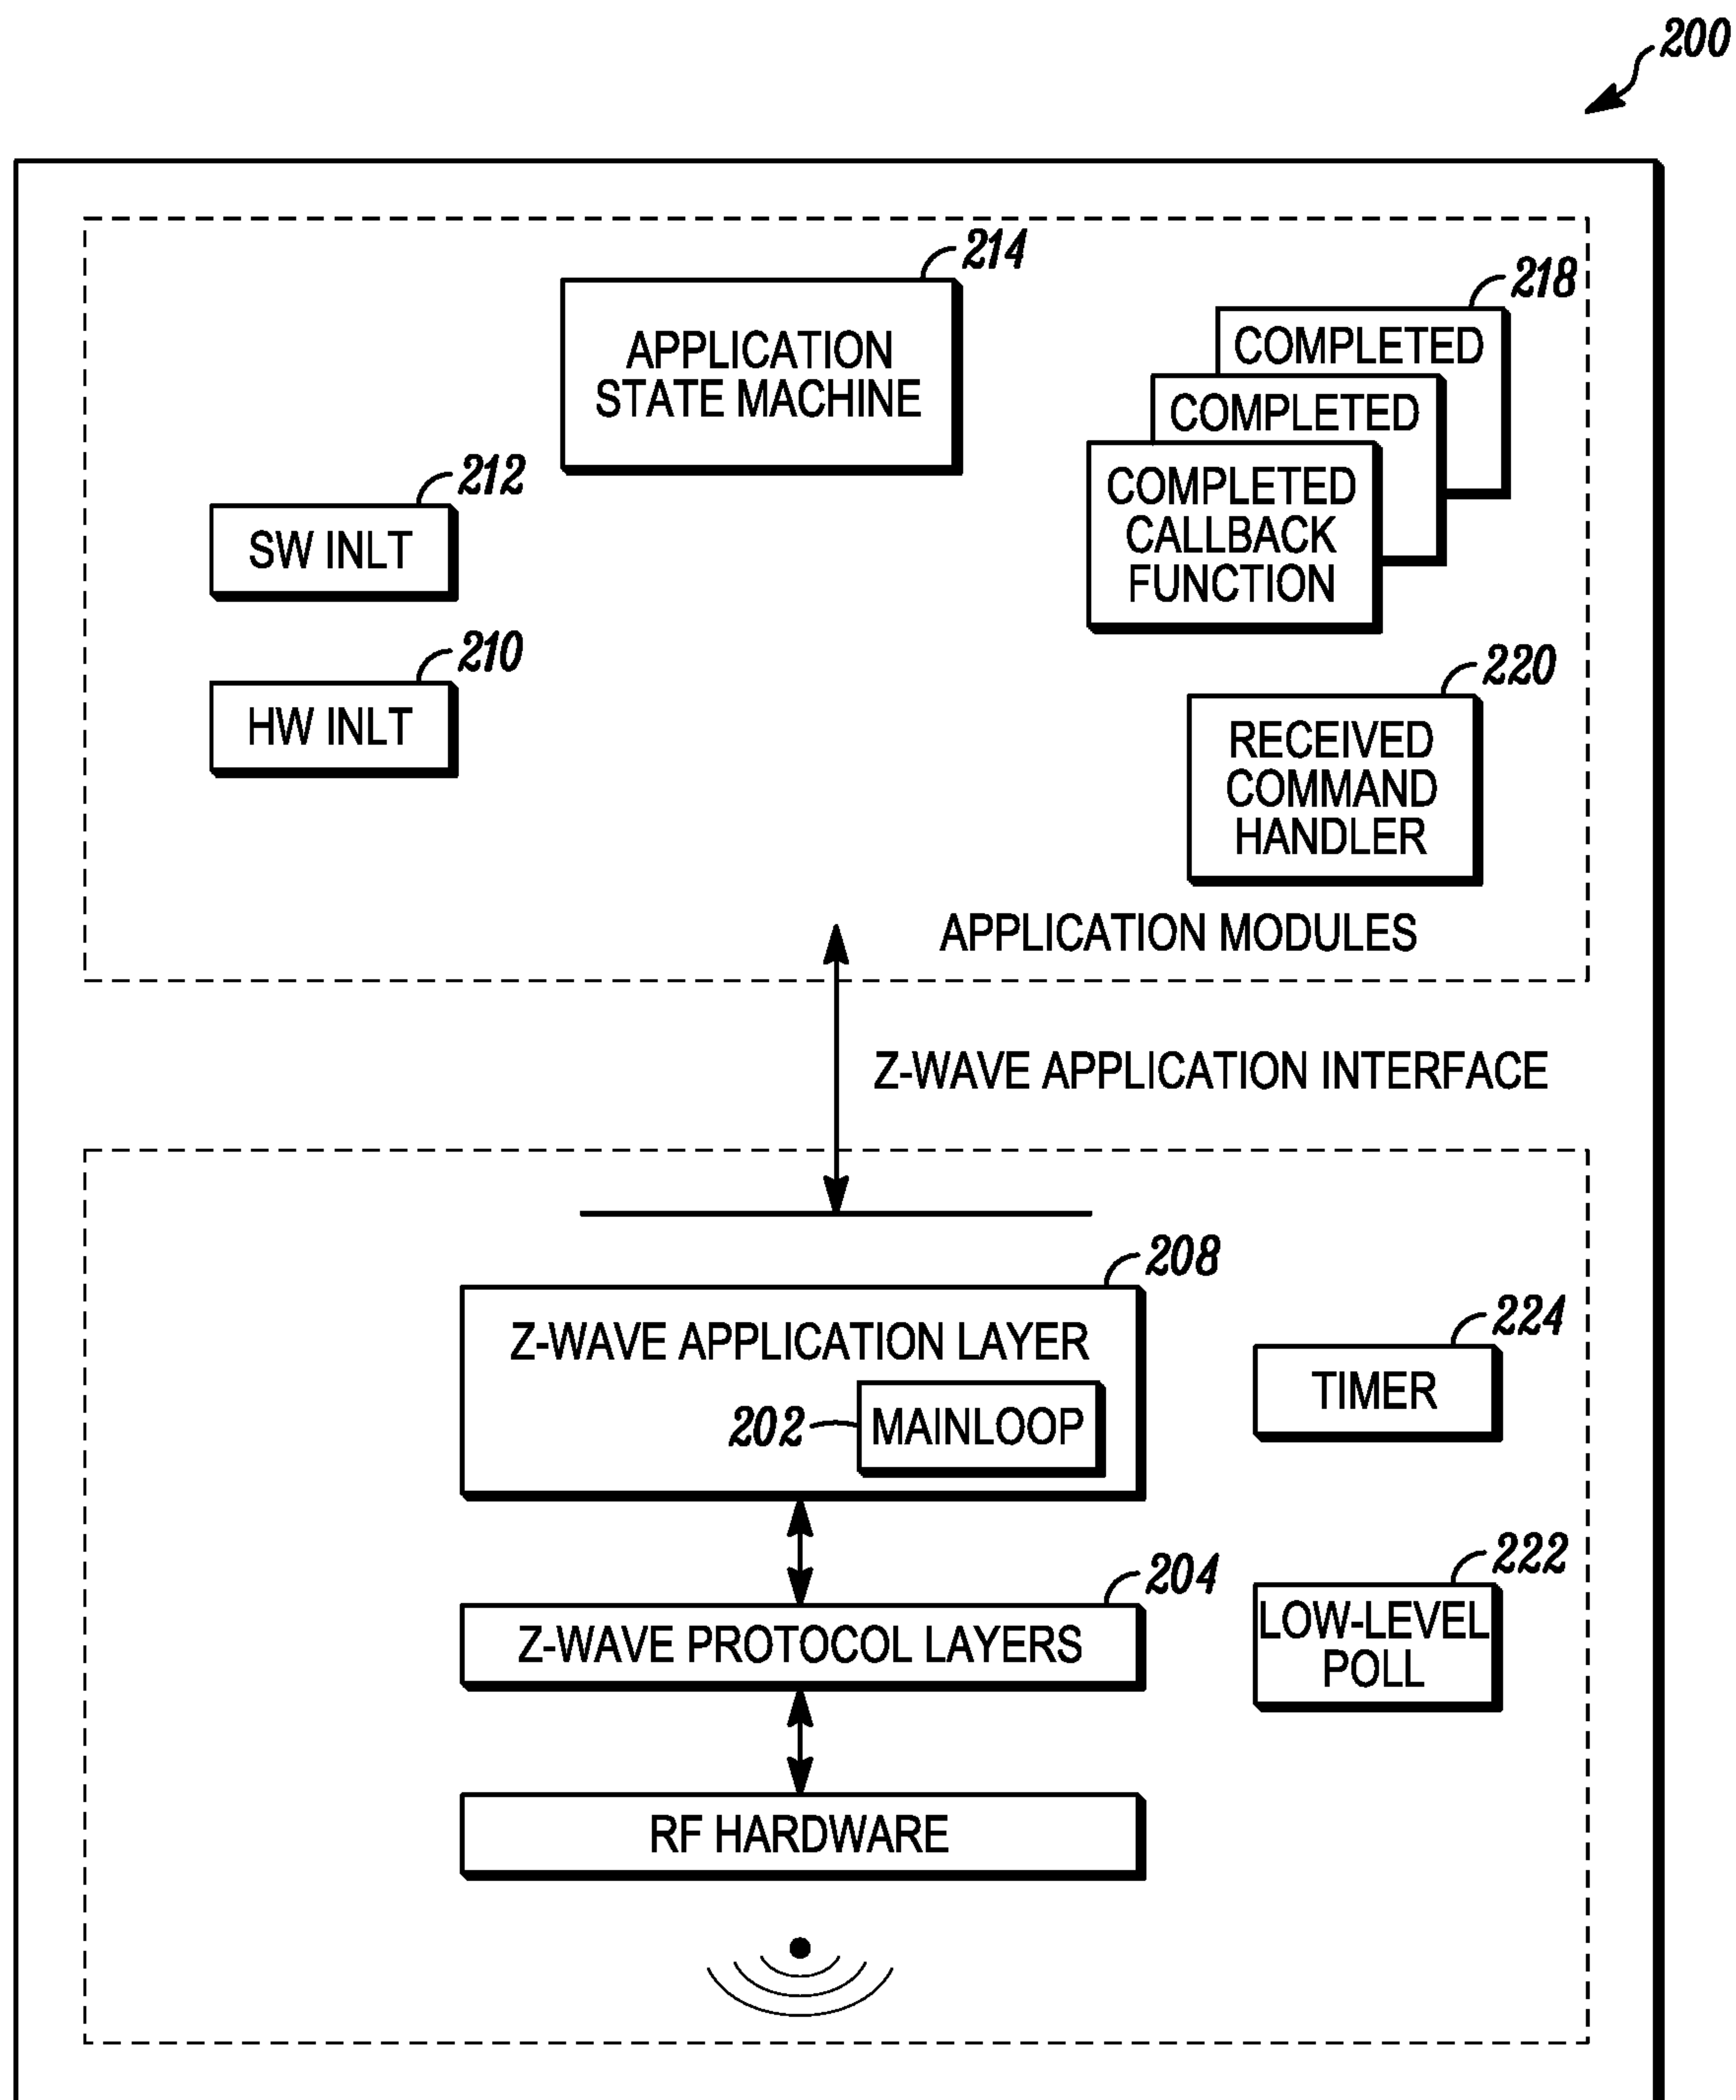 200
214
APPLICATION
STATE MACHINE
218
COMPLETED
COMPLETED
COMPLETED
CALLBACK
FUNCTION
212
SW INLT
210
HW INLT
220
RECEIVED
COMMAND
HANDLER
APPLICATION MODULES
Z-WAVE APPLICATION INTERFACE
208
Z-WAVE APPLICATION LAYER
202
MAINLOOP
224
TIMER
204
Z-WAVE PROTOCOL LAYERS
222
LOW-LEVEL
POLL
RF HARDWARE